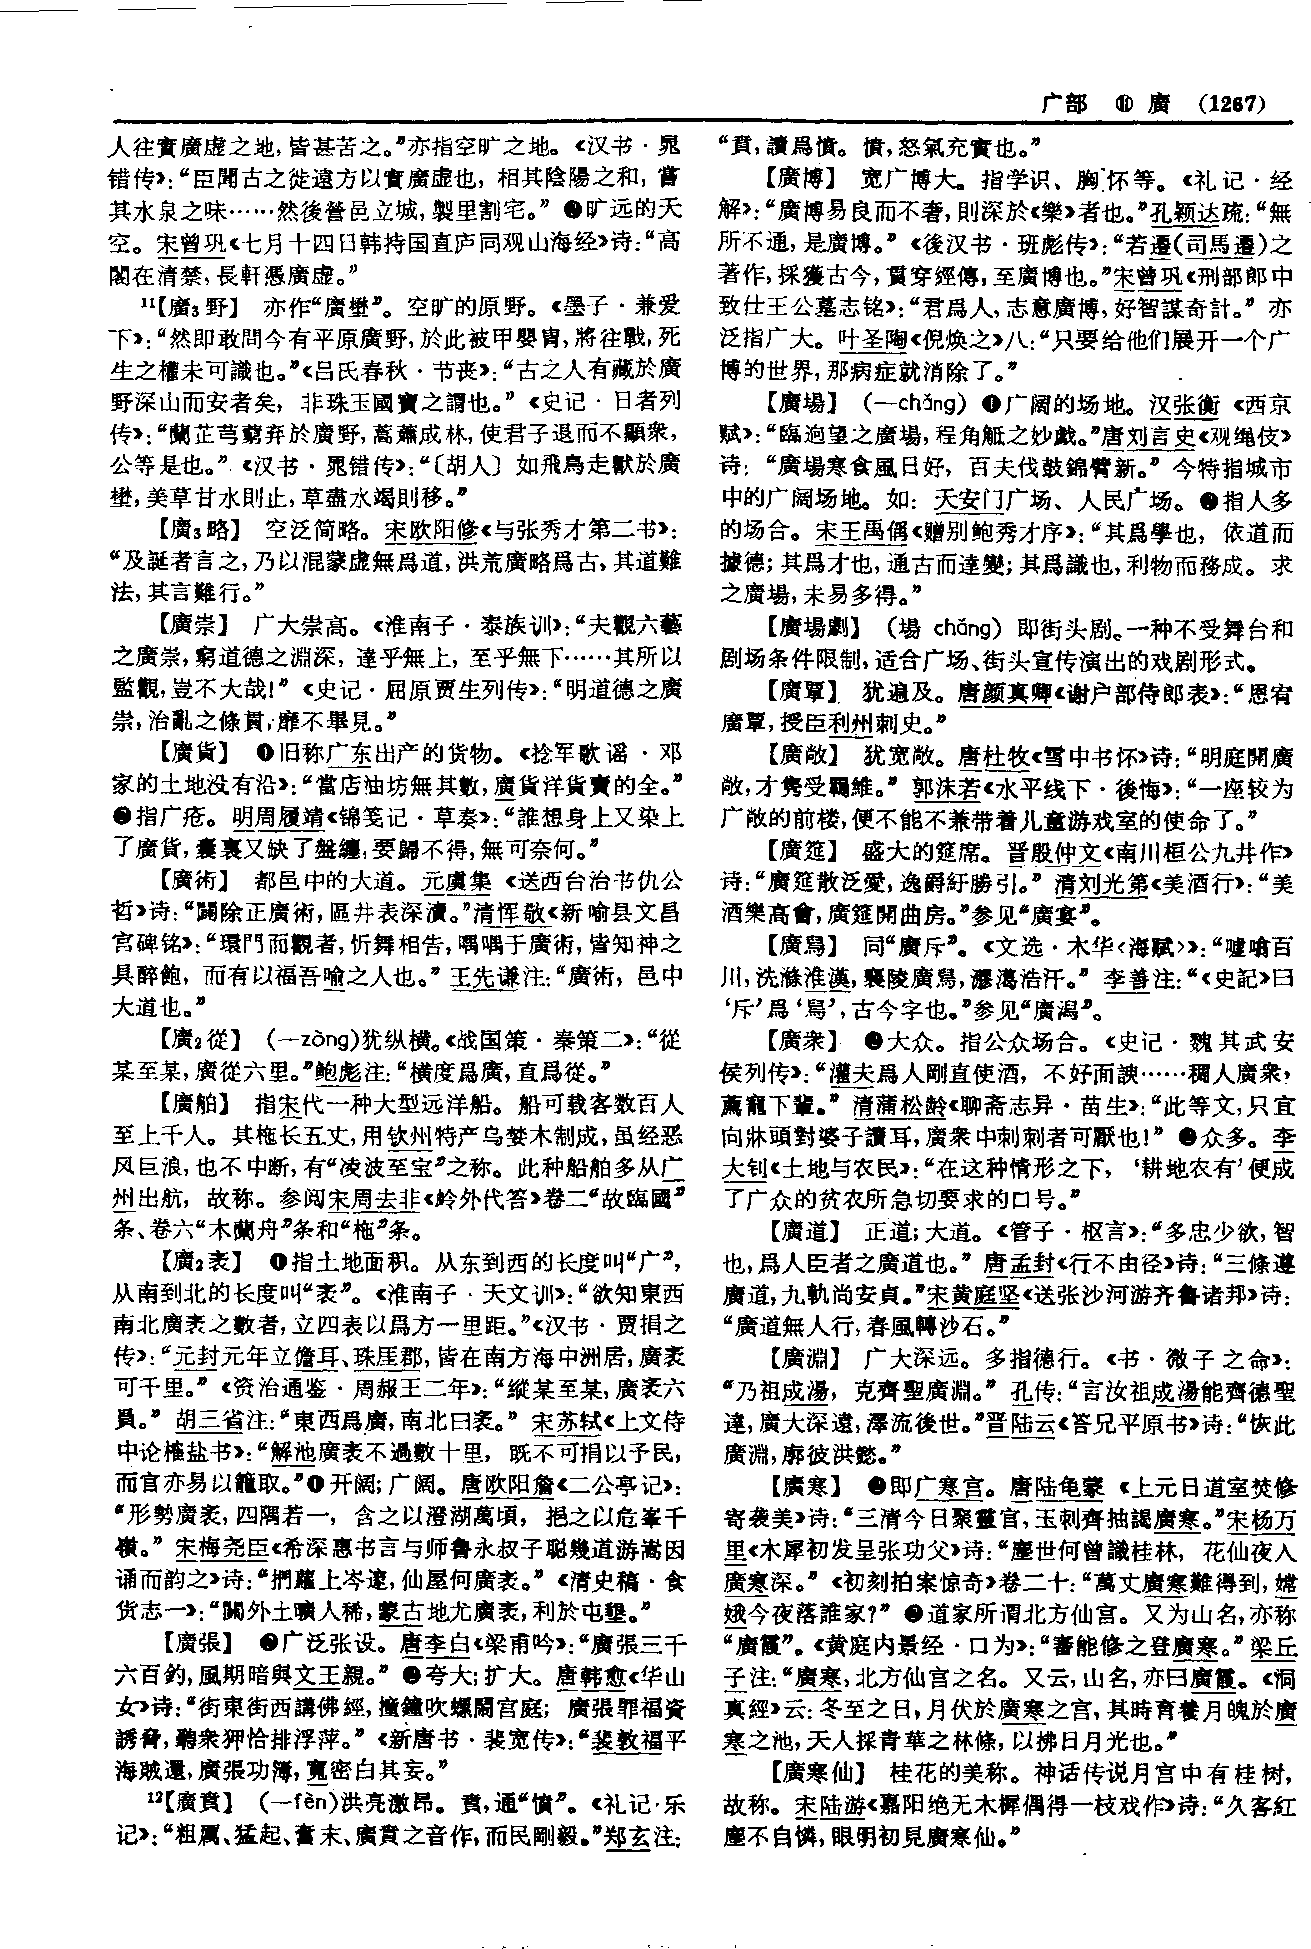 广部 ⑫ 廣 (1267)
人往實廣虛之地，皆甚苦之。”亦指空旷之地。《汉书·晁
错传》：“臣聞古之徙遠方以實廣虛也，相其陰陽之和，嘗
其水泉之味……然後營邑立城，製里割宅。”❷旷远的天
空。宋曾巩《七月十四日韩持国直庐同观山海经》诗：“高
閣在清禁，長軒憑廣虛。”
¹¹【廣₃野】 亦作“廣壄”。空旷的原野。《墨子·兼爱
下》：“然即敢問今有平原廣野，於此被甲嬰冑，將往戰，死
生之權未可識也。”《吕氏春秋·节丧》：“古之人有藏於廣
野深山而安者矣，非珠玉國寶之謂也。”《史记·日者列
传》：“蘭芷芎藭弃於廣野，蒿蕭成林，使君子退而不顯衆，
公等是也。”《汉书·晁错传》：“〔胡人〕如飛鳥走獸於廣
壄，美草甘水則止，草盡水竭則移。”
【廣₃略】 空泛简略。宋欧阳修《与张秀才第二书》：
“及誕者言之，乃以混蒙虛無爲道，洪荒廣略爲古，其道難
法，其言難行。”
【廣崇】 广大崇高。《淮南子·泰族训》：“夫觀六藝
之廣崇，窮道德之淵深，達乎無上，至乎無下……其所以
監觀，豈不大哉！”《史记·屈原贾生列传》：“明道德之廣
崇，治亂之條貫，靡不畢見。”
【廣貨】 ❶旧称广东出产的货物。《捻军歌谣·邓
家的土地没有沿》：“當店油坊無其數，廣貨洋貨賣的全。”
❷指广疮。明周履靖《锦笺记·草奏》：“誰想身上又染上
了廣貨，囊裏又缺了盤纏，要歸不得，無可奈何。”
【廣術】 都邑中的大道。元虞集《送西台治书仇公
哲》诗：“闢除正廣術，區井表深瀆。”清恽敬《新喻县文昌
宫碑铭》：“環門而觀者，忻舞相告，喁喁于廣術，皆知神之
具醉飽，而有以福吾喻之人也。”王先谦注：“廣術，邑中
大道也。”
【廣₂從】 (一zòng)犹纵横。《战国策·秦策二》：“從
某至某，廣從六里。”鲍彪注：“横度爲廣，直爲從。”
【廣舶】 指宋代一种大型远洋船。船可载客数百人
至上千人。其柂长五丈，用钦州特产乌婪木制成，虽经恶
风巨浪，也不中断，有“凌波至宝”之称。此种船舶多从广
州出航，故称。参阅宋周去非《岭外代答》卷二“故臨國”
条、卷六“木蘭舟”条和“柂”条。
【廣₂袤】 ❶指土地面积。从东到西的长度叫“广”，
从南到北的长度叫“袤”。《淮南子·天文训》：“欲知東西
南北廣袤之數者，立四表以爲方一里距。”《汉书·贾捐之
传》：“元封元年立儋耳、珠厓郡，皆在南方海中洲居，廣袤
可千里。”《资治通鉴·周赧王二年》：“縱某至某，廣袤六
里。”胡三省注：“東西爲廣，南北曰袤。”宋苏轼《上文侍
中论榷盐书》：“解池廣袤不過數十里，既不可捐以予民，
而官亦易以籠取。”❷开阔；广阔。唐欧阳詹《二公亭记》：
“形勢廣袤，四隅若一，含之以澄湖萬頃，挹之以危峯千
嶺。”宋梅尧臣《希深惠书言与师鲁永叔子聪幾道游嵩因
诵而韵之》诗：“捫蘿上岑邃，仙屋何廣袤。”《清史稿·食
货志一》：“關外土曠人稀，蒙古地尤廣袤，利於屯墾。”
【廣張】 ❶广泛张设。唐李白《梁甫吟》：“廣張三千
六百釣，風期暗與文王親。”❷夸大；扩大。唐韩愈《华山
女》诗：“街東街西講佛經，撞鐘吹螺鬧宫庭；廣張罪福資
誘脅，聽衆狎恰排浮萍。”《新唐书·裴宽传》：“裴敦復平
海賊還，廣張功簿，寬密白其妄。”
¹²【廣賁】 (一fèn)洪亮激昂。賁，通“憤”。《礼记·乐
记》：“粗厲、猛起、奮末、廣賁之音作，而民剛毅。”郑玄注：
“賁，讀爲憤。憤，怒氣充實也。”
【廣博】 宽广博大。指学识、胸怀等。《礼记·经
解》：“廣博易良而不奢，則深於《樂》者也。”孔颖达疏：“無
所不通，是廣博。”《後汉书·班彪传》：“若遷(司馬遷)之
著作，採獲古今，貫穿經傳，至廣博也。”宋曾巩《刑部郎中
致仕王公墓志铭》：“君爲人，志意廣博，好智謀奇計。”亦
泛指广大。叶圣陶《倪焕之》八：“只要给他们展开一个广
博的世界，那病症就消除了。”
【廣場】 (一chǎng) ❶广阔的场地。汉张衡《西京
赋》：“臨迥望之廣場，程角觝之妙戲。”唐刘言史《观绳伎》
诗：“廣場寒食風日好，百夫伐鼓錦臂新。”今特指城市
中的广阔场地。如：天安门广场、人民广场。❷指人多
的场合。宋王禹偁《赠别鲍秀才序》：“其爲學也，依道而
據德；其爲才也，通古而達變；其爲識也，利物而務成。求
之廣場，未易多得。”
【廣場劇】 (場 chǎng) 即街头剧。一种不受舞台和
剧场条件限制，适合广场、街头宣传演出的戏剧形式。
【廣覃】 犹遍及。唐颜真卿《谢户部侍郎表》：“恩宥
廣覃，授臣利州刺史。”
【廣敞】 犹宽敞。唐杜牧《雪中书怀》诗：“明庭開廣
敞，才雋受羈維。”郭沫若《水平线下·後悔》：“一座较为
广敞的前楼，便不能不兼带着儿童游戏室的使命了。”
【廣筵】 盛大的筵席。晋殷仲文《南川桓公九井作》
诗：“廣筵散泛愛，逸爵紆勝引。”清刘光第《美酒行》：“美
酒樂高會，廣筵開曲房。”参见“廣宴”。
【廣舄】 同“廣斥”。《文选·木华〈海賦〉》：“噓噏百
川，洗滌淮漢，襄陵廣舄，㵧㵫浩汗。”李善注：“《史記》曰
‘斥’爲‘舄’，古今字也。”参见“廣潟”。
【廣衆】 ❶大众。指公众场合。《史记·魏其武安
侯列传》：“灌夫爲人剛直使酒，不好面諛……稠人廣衆，
薦寵下輩。”清蒲松龄《聊斋志异·苗生》：“此等文，只宜
向牀頭對婆子讀耳，廣衆中刺刺者可厭也！”❷众多。李
大钊《土地与农民》：“在这种情形之下，‘耕地农有’便成
了广众的贫农所急切要求的口号。”
【廣道】 正道；大道。《管子·枢言》：“多忠少欲，智
也，爲人臣者之廣道也。”唐孟封《行不由径》诗：“三條遵
廣道，九軌尚安貞。”宋黄庭坚《送张沙河游齐鲁诸邦》诗：
“廣道無人行，春風轉沙石。”
【廣淵】 广大深远。多指德行。《书·微子之命》：
“乃祖成湯，克齊聖廣淵。”孔传：“言汝祖成湯能齊德聖
達，廣大深遠，澤流後世。”晋陆云《答兄平原书》诗：“恢此
廣淵，廓彼洪懿。”
【廣寒】 ❶即广寒宫。唐陆龟蒙《上元日道室焚修
寄袭美》诗：“三清今日聚靈官，玉刺齊抽謁廣寒。”宋杨万
里《木犀初发呈张功父》诗：“塵世何曾識桂林，花仙夜入
廣寒深。”《初刻拍案惊奇》卷二十：“萬丈廣寒難得到，嫦
娥今夜落誰家？”❷道家所谓北方仙宫。又为山名，亦称
“廣霞”。《黄庭内景经·口为》：“審能修之登廣寒。”梁丘
子注：“廣寒，北方仙宫之名。又云，山名，亦曰廣霞。《洞
真經》云：冬至之日，月伏於廣寒之宫，其時育養月魄於廣
寒之池，天人採青華之林條，以拂日月光也。”
【廣寒仙】 桂花的美称。神话传说月宫中有桂树，
故称。宋陆游《嘉阳绝无木樨偶得一枝戏作》诗：“久客紅
塵不自憐，眼明初見廣寒仙。”